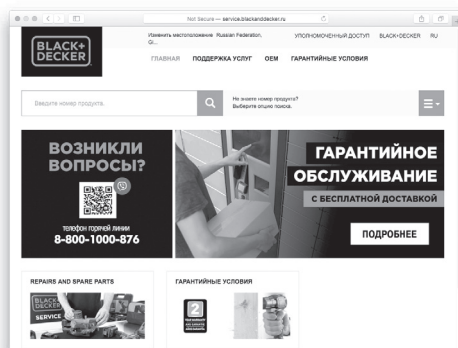 Not Secure — service.blackanddecker.ru
Изменить местоположение Russian Federation,
Gl...
УПОЛНОМОЧЕННЫЙ ДОСТУП BLACK+DECKER RU
BLACK+
DECKER
ГЛАВНАЯ ПОДДЕРЖКА УСЛУГ OEM ГАРАНТИЙНЫЕ УСЛОВИЯ
Введите номер продукта.
Не знаете номер продукта?
Выберите опцию поиска.
ВОЗНИКЛИ
ВОПРОСЫ?
телефон горячей линии
8-800-1000-876
ГАРАНТИЙНОЕ
ОБСЛУЖИВАНИЕ
С БЕСПЛАТНОЙ ДОСТАВКОЙ
ПОДРОБНЕЕ
REPAIRS AND SPARE PARTS
ГАРАНТИЙНЫЕ УСЛОВИЯ
BLACK+
DECKER
SERVICE
2